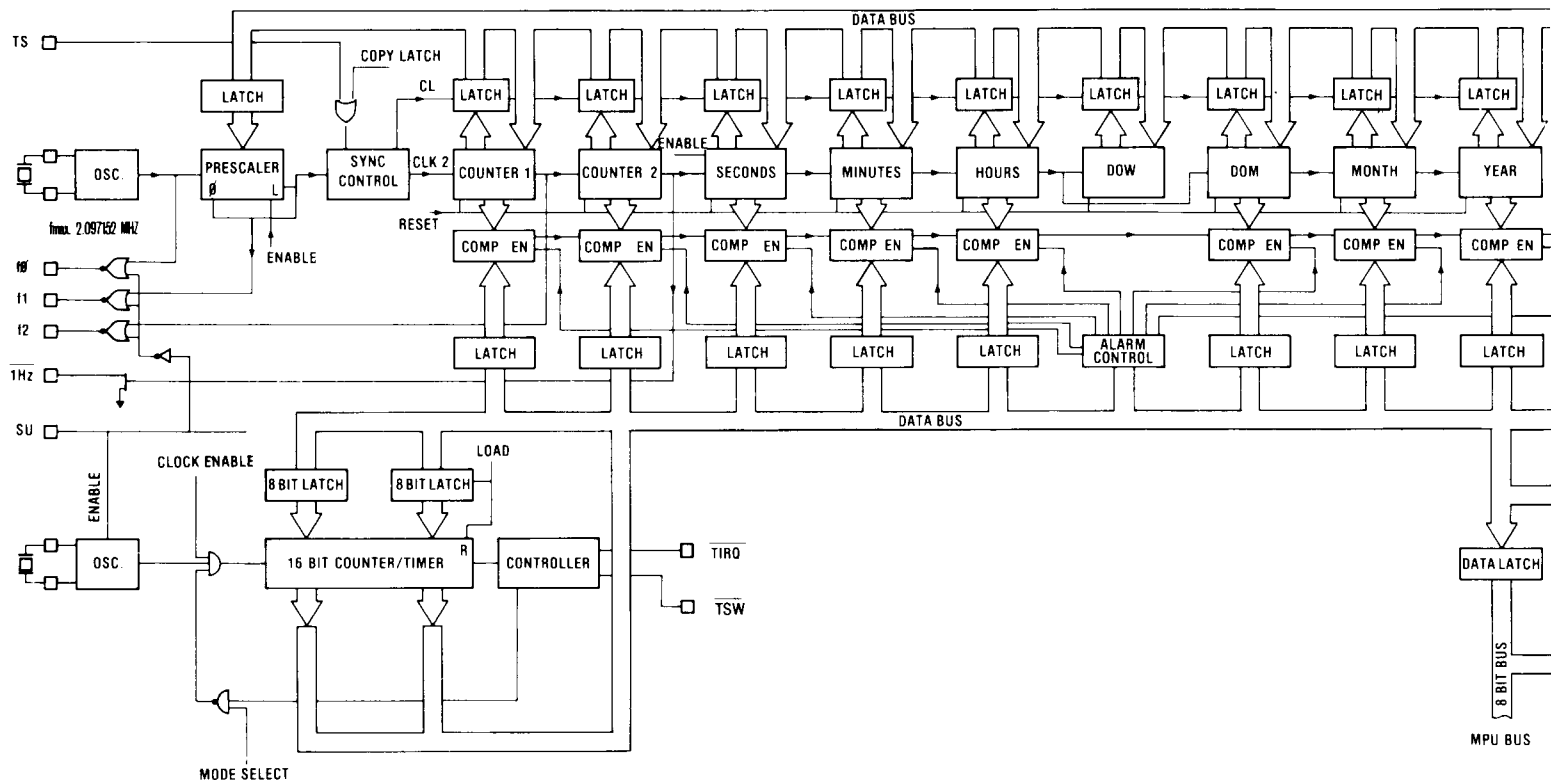 DATA BUS
TS
COPY LATCH
CL
LATCH
LATCH
LATCH
LATCH
LATCH
LATCH
LATCH
LATCH
LATCH
LATCH
ENABLE
OSC.
PRESCALER
Ø L
SYNC CONTROL
CLK 2
COUNTER 1
COUNTER 2
SECONDS
MINUTES
HOURS
DOW
DOM
MONTH
YEAR
fmax. 2.097152 MHZ
RESET
ENABLE
COMP EN
COMP EN
COMP EN
COMP EN
COMP EN
COMP EN
COMP EN
COMP EN
fØ
f1
f2
1Hz
SU
LATCH
LATCH
LATCH
LATCH
LATCH
ALARM CONTROL
LATCH
LATCH
LATCH
DATA BUS
CLOCK ENABLE
LOAD
ENABLE
8 BIT LATCH
8 BIT LATCH
OSC.
16 BIT COUNTER/TIMER
R
CONTROLLER
TIRQ
TSW
DATA LATCH
8 BIT BUS
MPU BUS
MODE SELECT